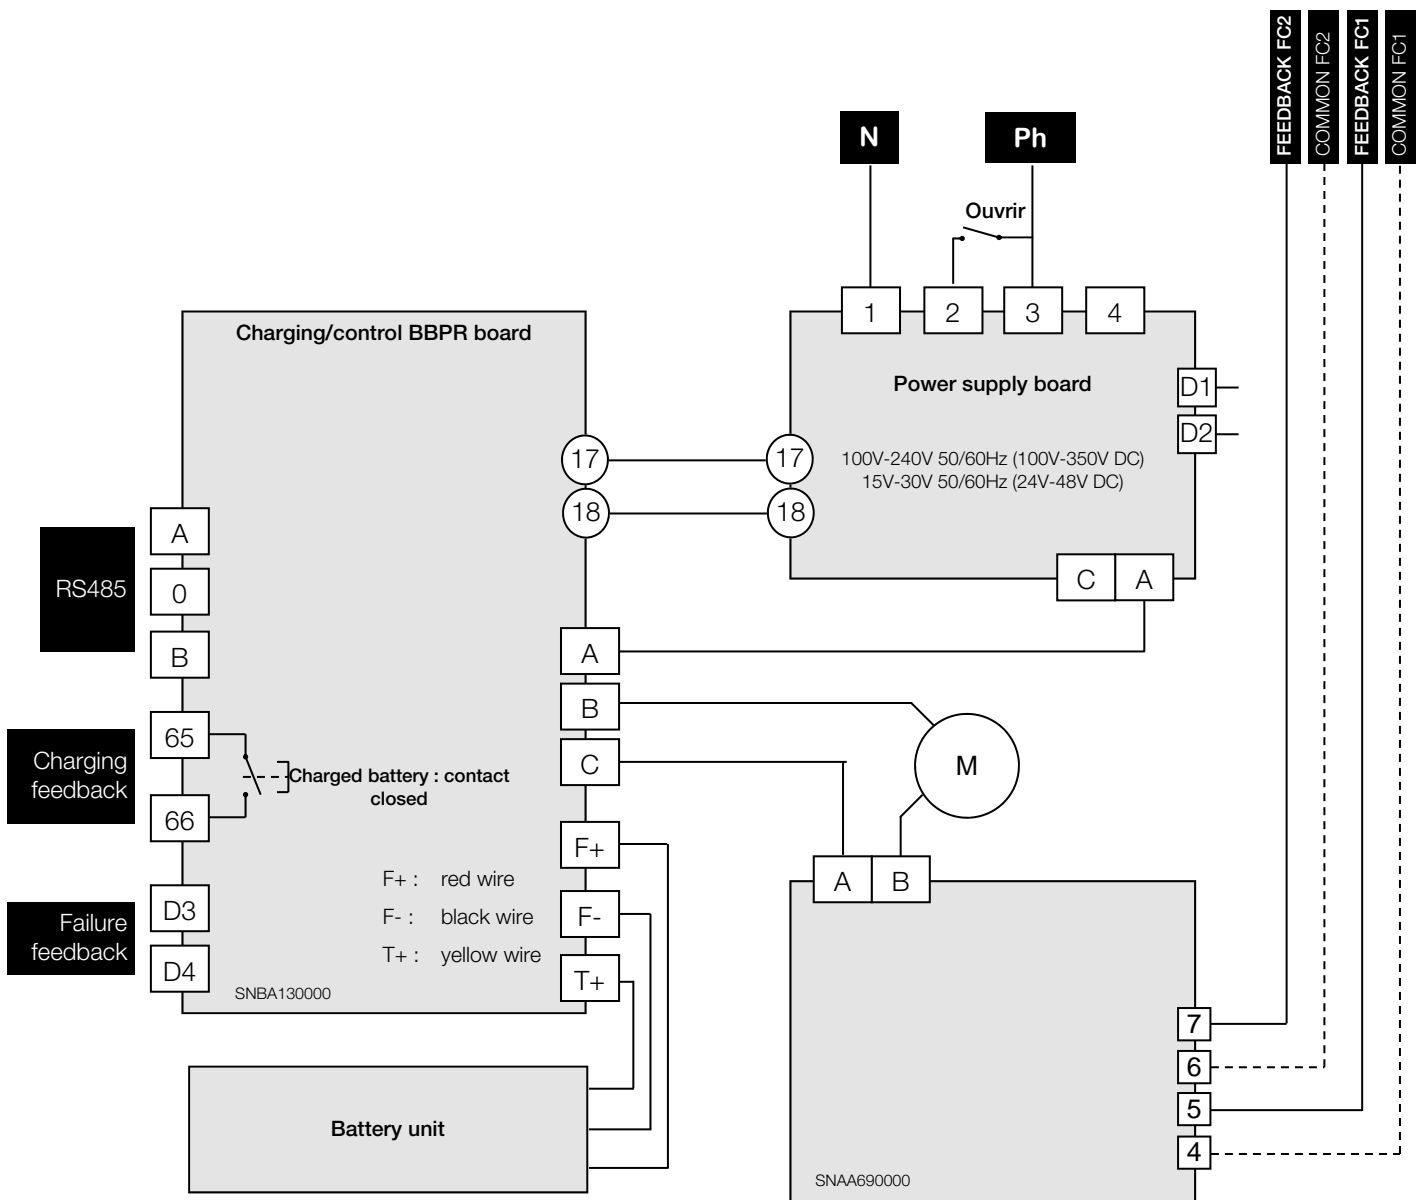 FEEDBACK FC2
COMMON FC2
FEEDBACK FC1
COMMON FC1
N
Ph
Ouvrir
1
2
3
4
Charging/control BBPR board
Power supply board
D1
D2
17
17
100V-240V 50/60Hz (100V-350V DC)
15V-30V 50/60Hz (24V-48V DC)
18
18
A
RS485
0
B
C
A
A
B
C
M
65
Charging
feedback
66
Charged battery : contact
closed
F+
F+ : red wire
F-
F- : black wire
T+ : yellow wire
T+
D3
Failure
feedback
D4
SNBA130000
A
B
7
6
5
4
Battery unit
SNAA690000